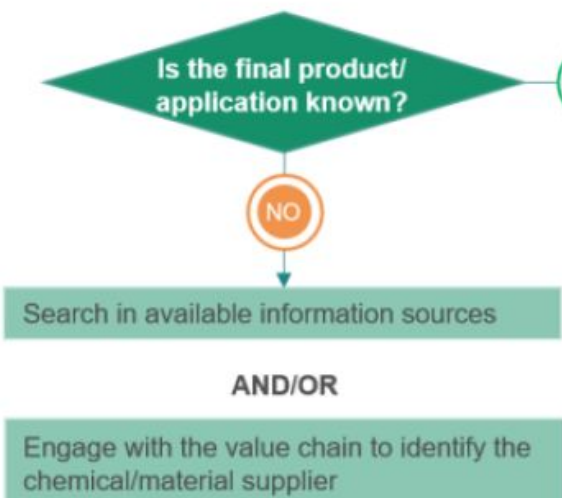 Is the final product/
application known?
NO
Search in available information sources
AND/OR
Engage with the value chain to identify the
chemical/material supplier